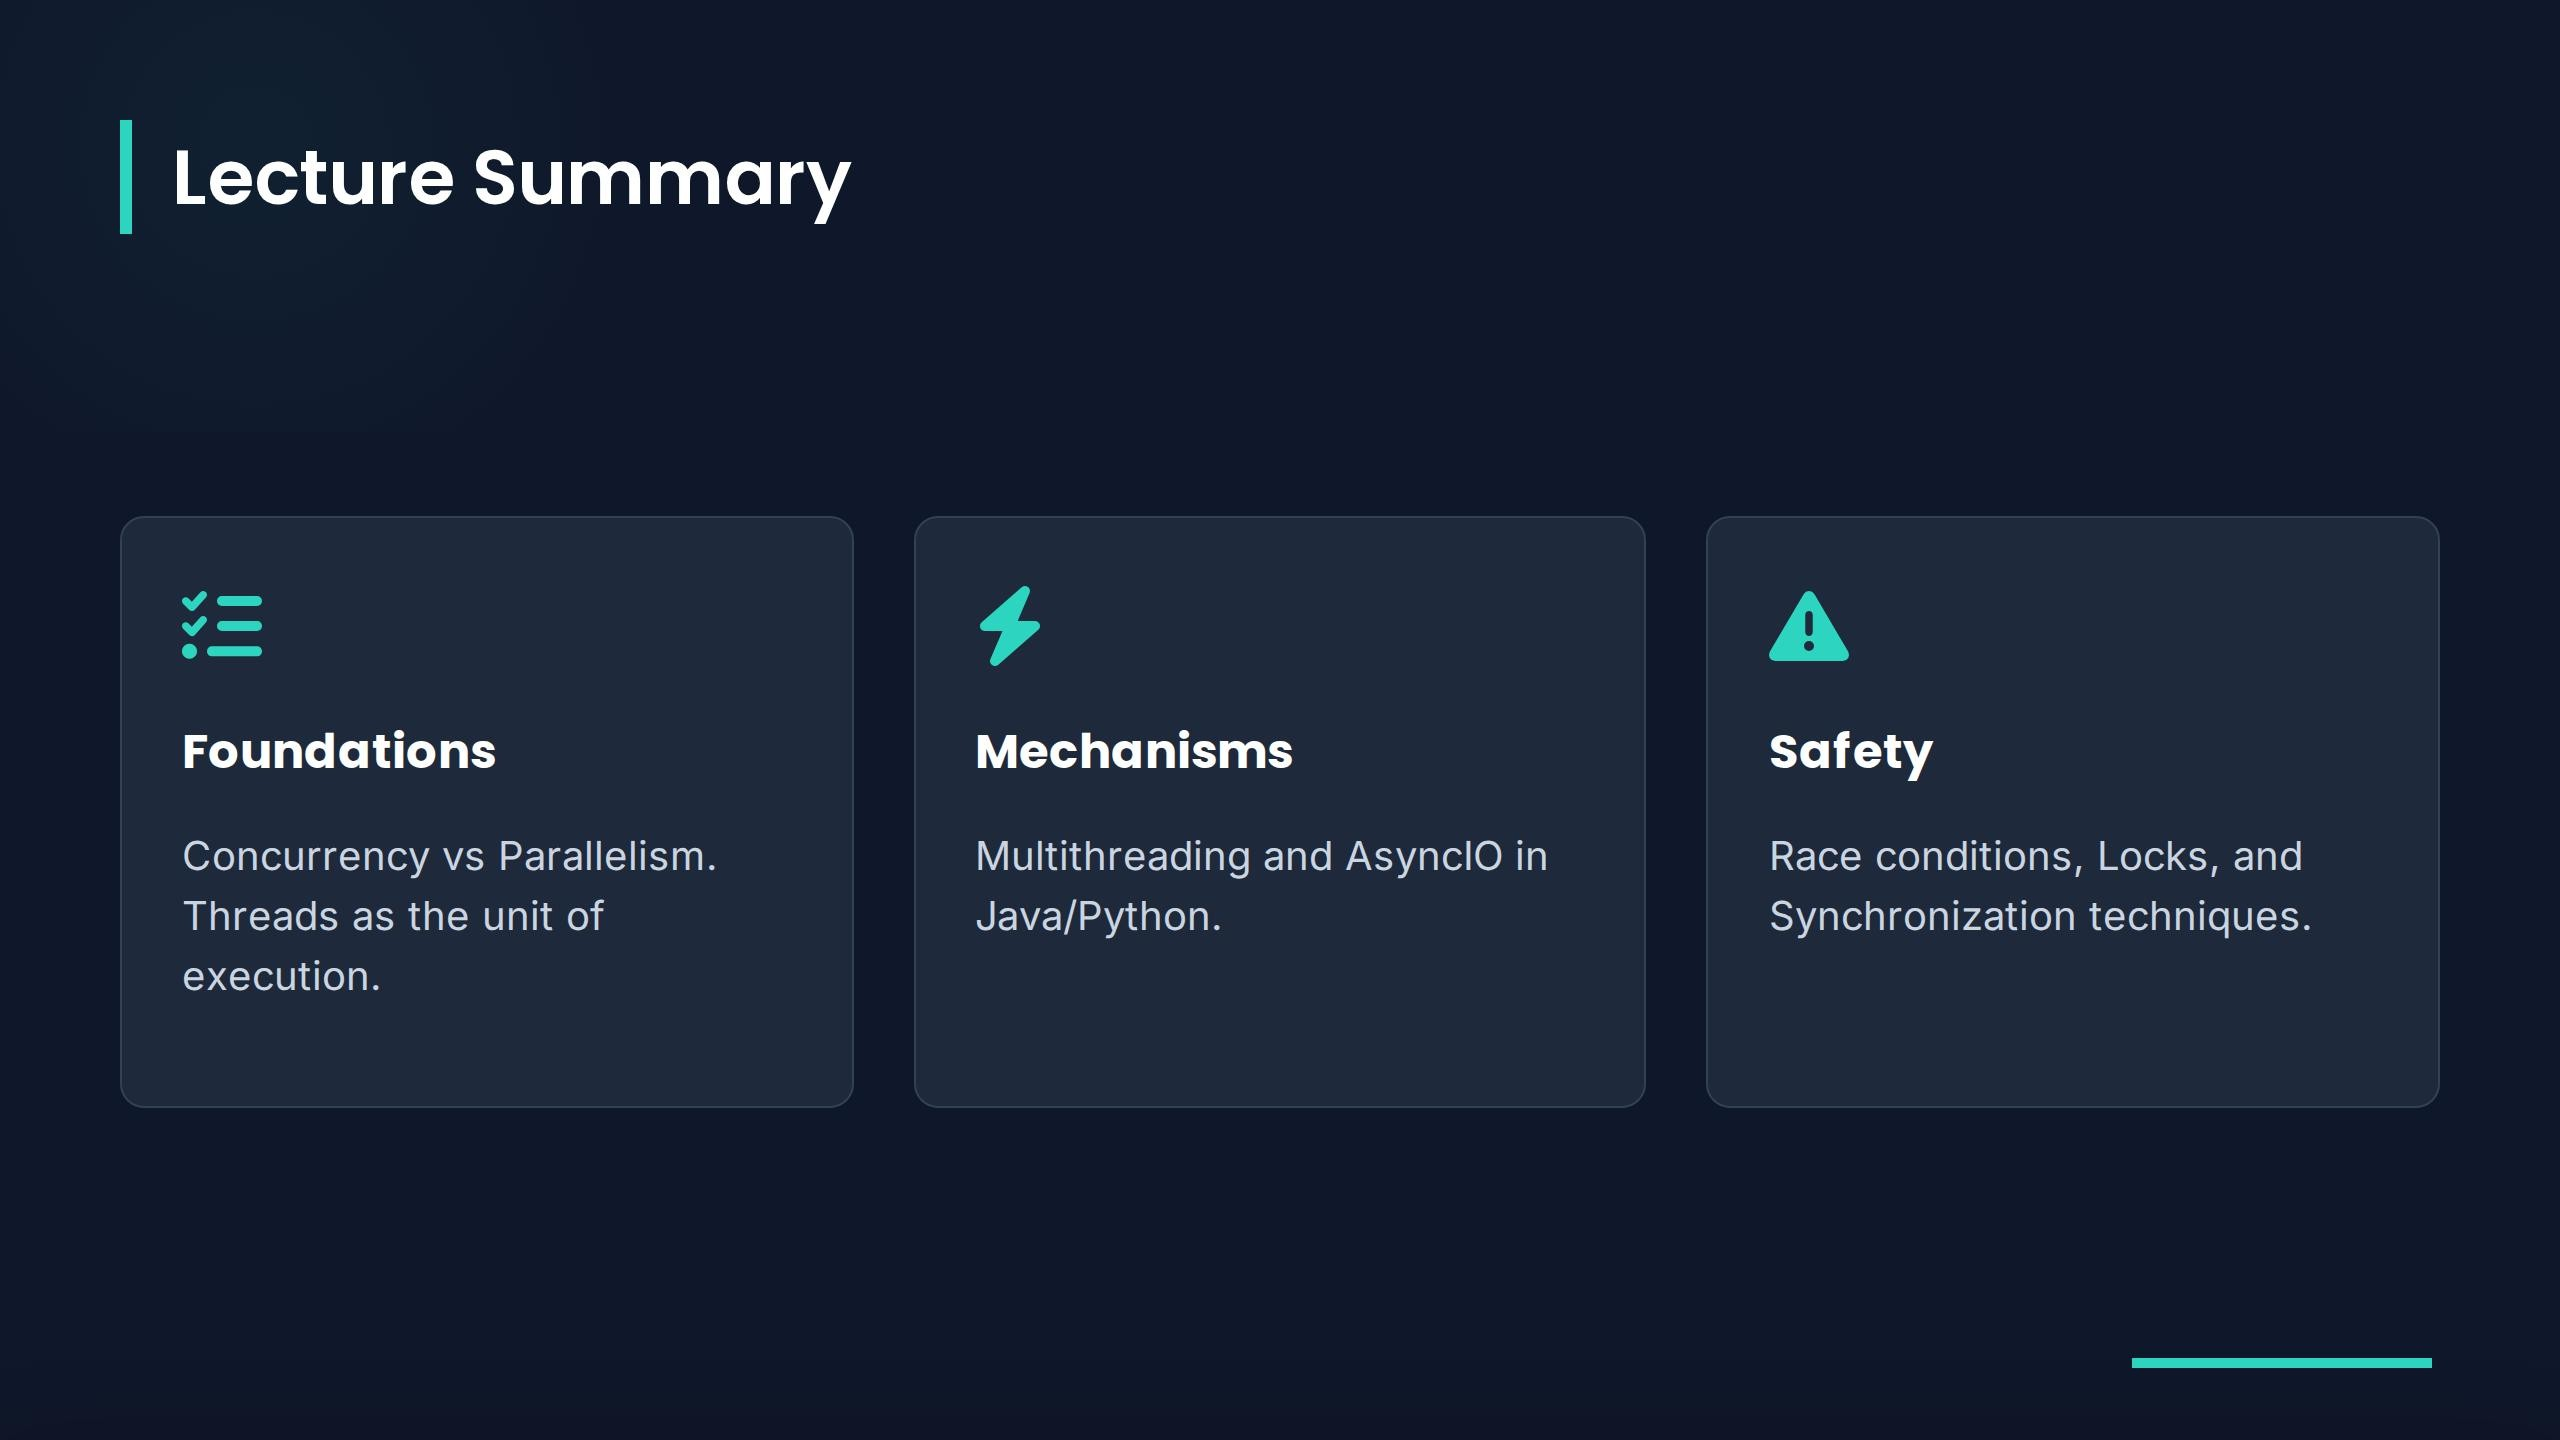 Lecture Summary
Foundations
Concurrency vs Parallelism.
Threads as the unit of
execution.
Mechanisms
Multithreading and AsyncIO in
Java/Python.
Safety
Race conditions, Locks, and
Synchronization techniques.